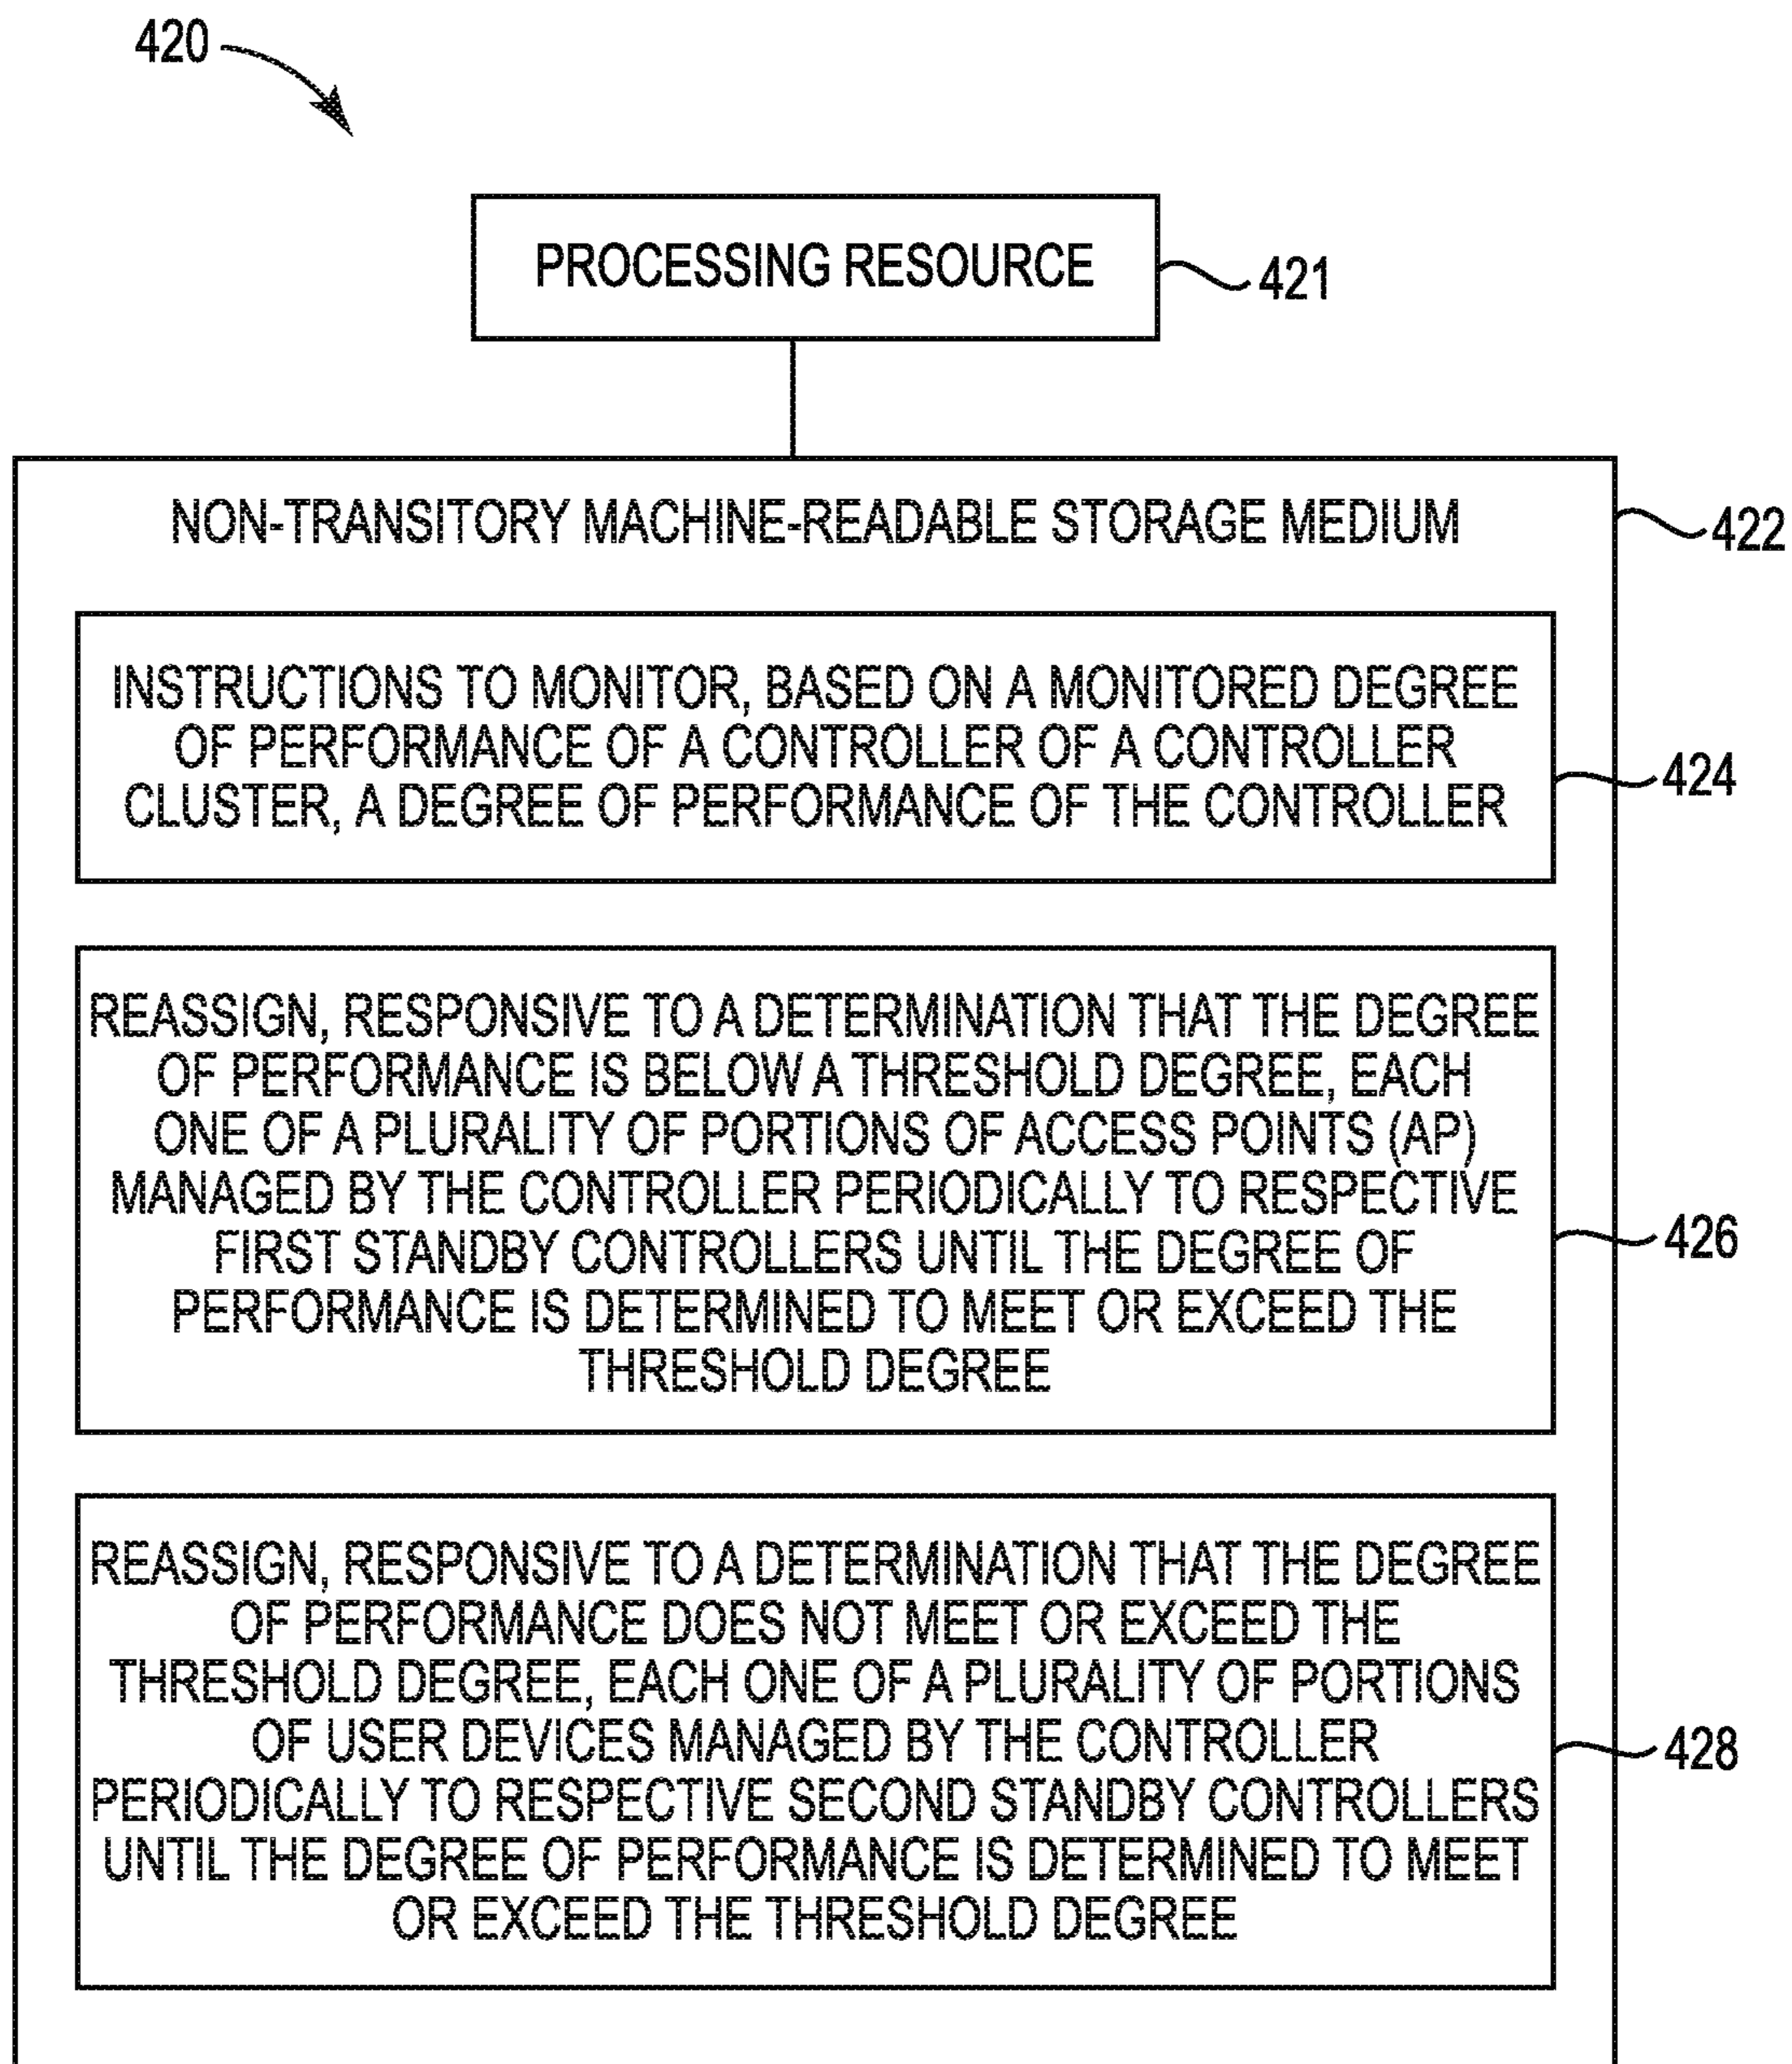 420
PROCESSING RESOURCE
421
NON-TRANSITORY MACHINE-READABLE STORAGE MEDIUM
422
INSTRUCTIONS TO MONITOR, BASED ON A MONITORED DEGREE
OF PERFORMANCE OF A CONTROLLER OF A CONTROLLER
CLUSTER, A DEGREE OF PERFORMANCE OF THE CONTROLLER
424
REASSIGN, RESPONSIVE TO A DETERMINATION THAT THE DEGREE
OF PERFORMANCE IS BELOW A THRESHOLD DEGREE, EACH
ONE OF A PLURALITY OF PORTIONS OF ACCESS POINTS (AP)
MANAGED BY THE CONTROLLER PERIODICALLY TO RESPECTIVE
FIRST STANDBY CONTROLLERS UNTIL THE DEGREE OF
PERFORMANCE IS DETERMINED TO MEET OR EXCEED THE
THRESHOLD DEGREE
426
REASSIGN, RESPONSIVE TO A DETERMINATION THAT THE DEGREE
OF PERFORMANCE DOES NOT MEET OR EXCEED THE
THRESHOLD DEGREE, EACH ONE OF A PLURALITY OF PORTIONS
OF USER DEVICES MANAGED BY THE CONTROLLER
PERIODICALLY TO RESPECTIVE SECOND STANDBY CONTROLLERS
UNTIL THE DEGREE OF PERFORMANCE IS DETERMINED TO MEET
OR EXCEED THE THRESHOLD DEGREE
428